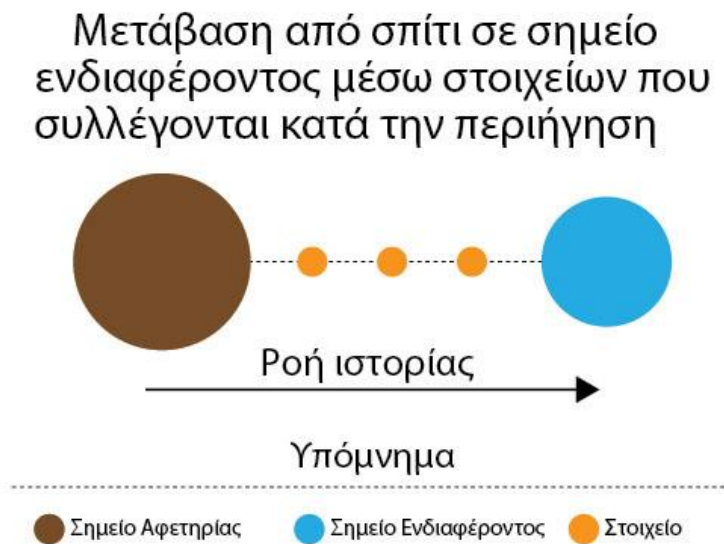 Μετάβαση από σπίτι σε σημείο
ενδιαφέροντος μέσω στοιχείων που
συλλέγονται κατά την περιήγηση
Ροή ιστορίας
Υπόμνημα
Σημείο Αφετηρίας Σημείο Ενδιαφέροντος Στοιχείο